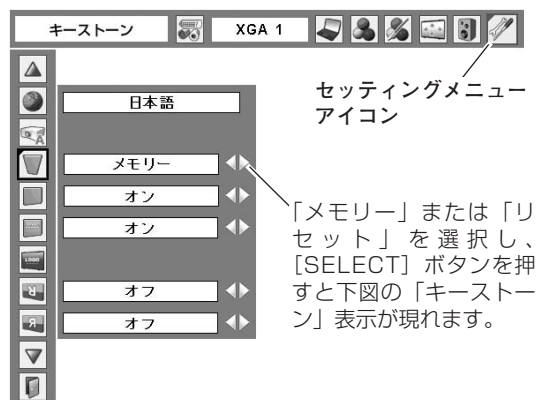 キーストーン
XGA 1
セッティングメニュー
アイコン
日本語
メモリー
オン
オン
オフ
オフ
「メモリー」または「リ
セット」を選択し、
[SELECT] ボタンを押
すと下図の「キーストー
ン」表示が現れます。